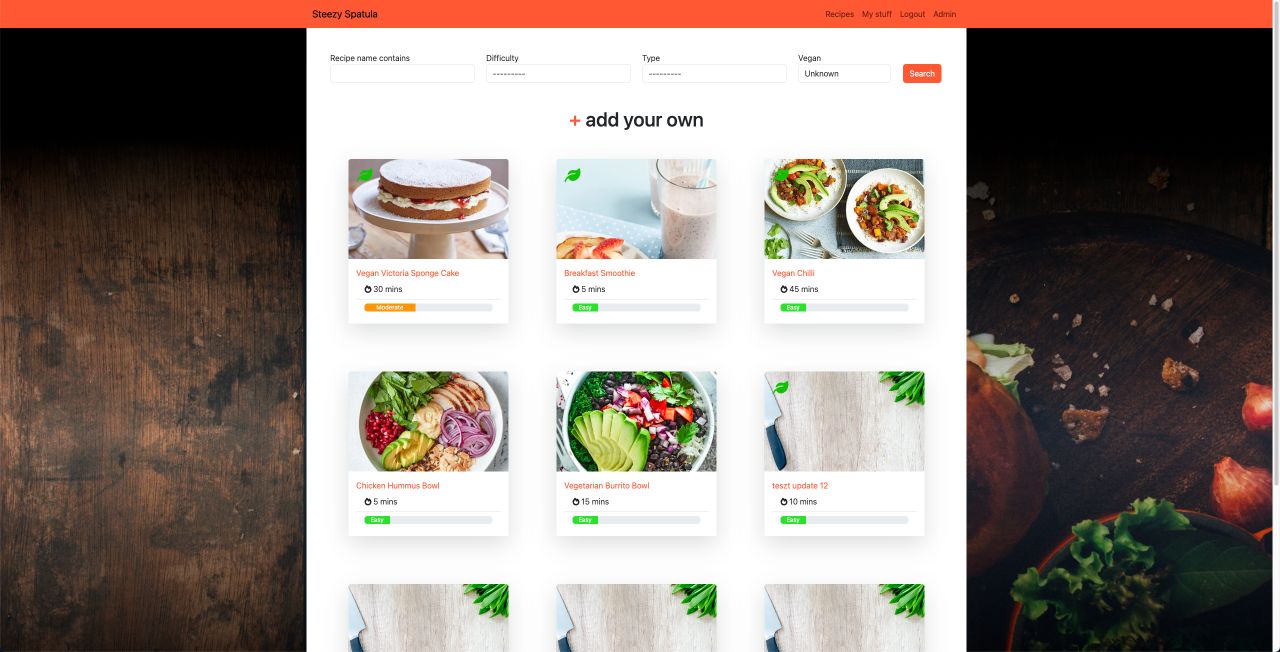 Steezy Spatula
Recipes My stuff Logout Admin
Recipe name contains
Difficulty
---------
Type
---------
Vegan
Unknown
Search
+ add your own
Vegan Victoria Sponge Cake
30 mins
Moderate
Breakfast Smoothie
5 mins
Easy
Vegan Chilli
45 mins
Easy
Chicken Hummus Bowl
5 mins
Easy
Vegetarian Burrito Bowl
15 mins
Easy
teszt update 12
10 mins
Easy